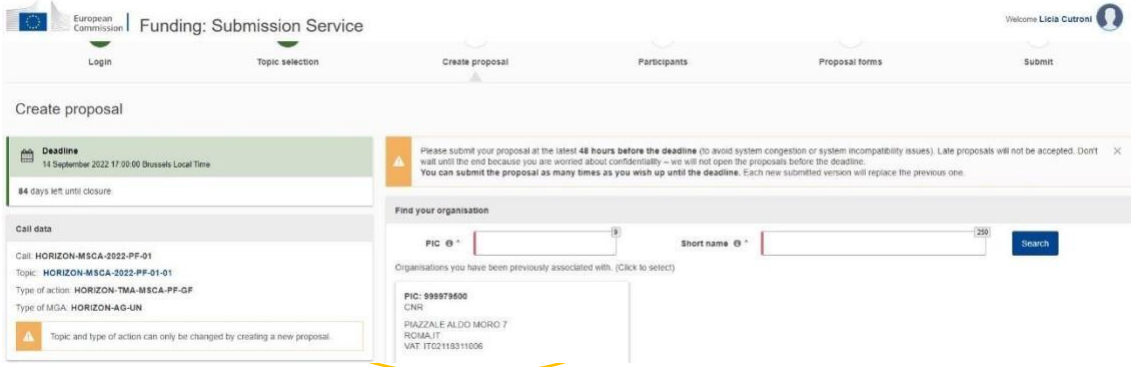 European
Commission
Funding: Submission Service
Welcome Licia Cutroni
Login
Topic selection
Create proposal
Participants
Proposal forms
Submit
Create proposal
Deadline
14 September 2022 17:00:00 Brussels Local Time
84 days left until closure
Call data
Call: HORIZON-MSCA-2022-PF-01
Topic: HORIZON-MSCA-2022-PF-01-01
Type of action: HORIZON-TMA-MSCA-PF-GF
Type of MGA: HORIZON-AG-UN
Topic and type of action can only be changed by creating a new proposal.
Please submit your proposal at the latest 48 hours before the deadline (to avoid system congestion or system incompatibility issues). Late proposals will not be accepted. Don't
wait until the end because you are worried about confidentiality – we will not open the proposals before the deadline.
You can submit the proposal as many times as you wish up until the deadline. Each new submitted version will replace the previous one.
Find your organisation
PIC *
9
Short name *
250
Search
Organisations you have been previously associated with. (Click to select)
PIC: 999979500
CNR
PIAZZALE ALDO MORO 7
ROMA,IT
VAT: IT02118311006